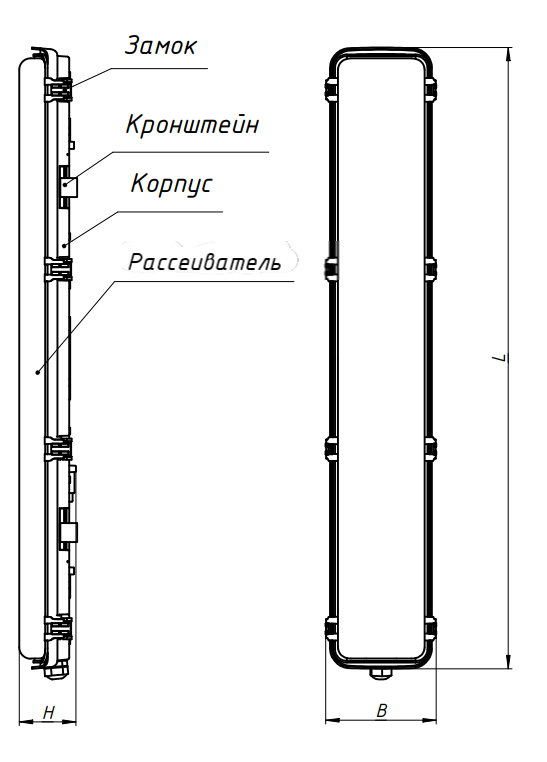 Замок
Кронштейн
Корпус
Рассеиватель
L
H
B